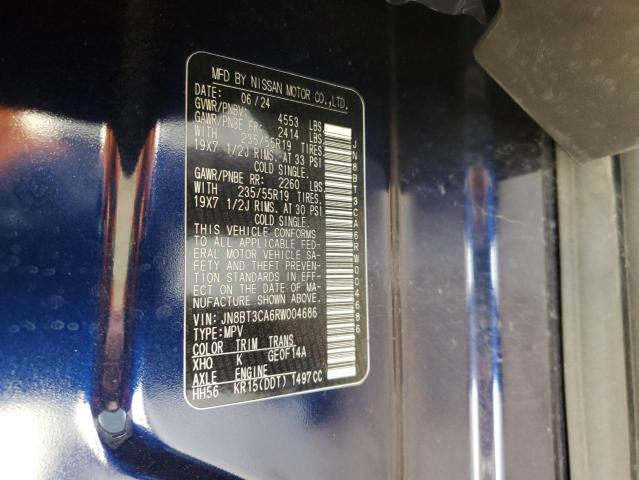 MFD BY NISSAN MOTOR CO.,LTD.
DATE: 06/24
GVWR/PNBV: 4553 LBS
GAWR/PNBE FR: 2414 LBS
WITH 235/55R19 TIRES
19X7 1/2J RIMS, AT 33 PSI
COLD SINGLE.
GAWR/PNBE RR: 2260 LBS
WITH 235/55R19 TIRES,
19X7 1/2J RIMS, AT 30 PSI
COLD SINGLE.
THIS VEHICLE CONFORMS
TO ALL APPLICABLE FED-
ERAL MOTOR VEHICLE SA-
FETY AND THEFT PREVEN-
TION STANDARDS IN EFF-
ECT ON THE DATE OF MA-
NUFACTURE SHOWN ABOVE.
VIN: JN8BT3CA6RW004686
TYPE: MPV
COLOR TRIM TRANS
XHO K GE0F14A
AXLE ENGINE
HH56 KR15(DDT) 1497CC
JN8BT3CA6RW004686